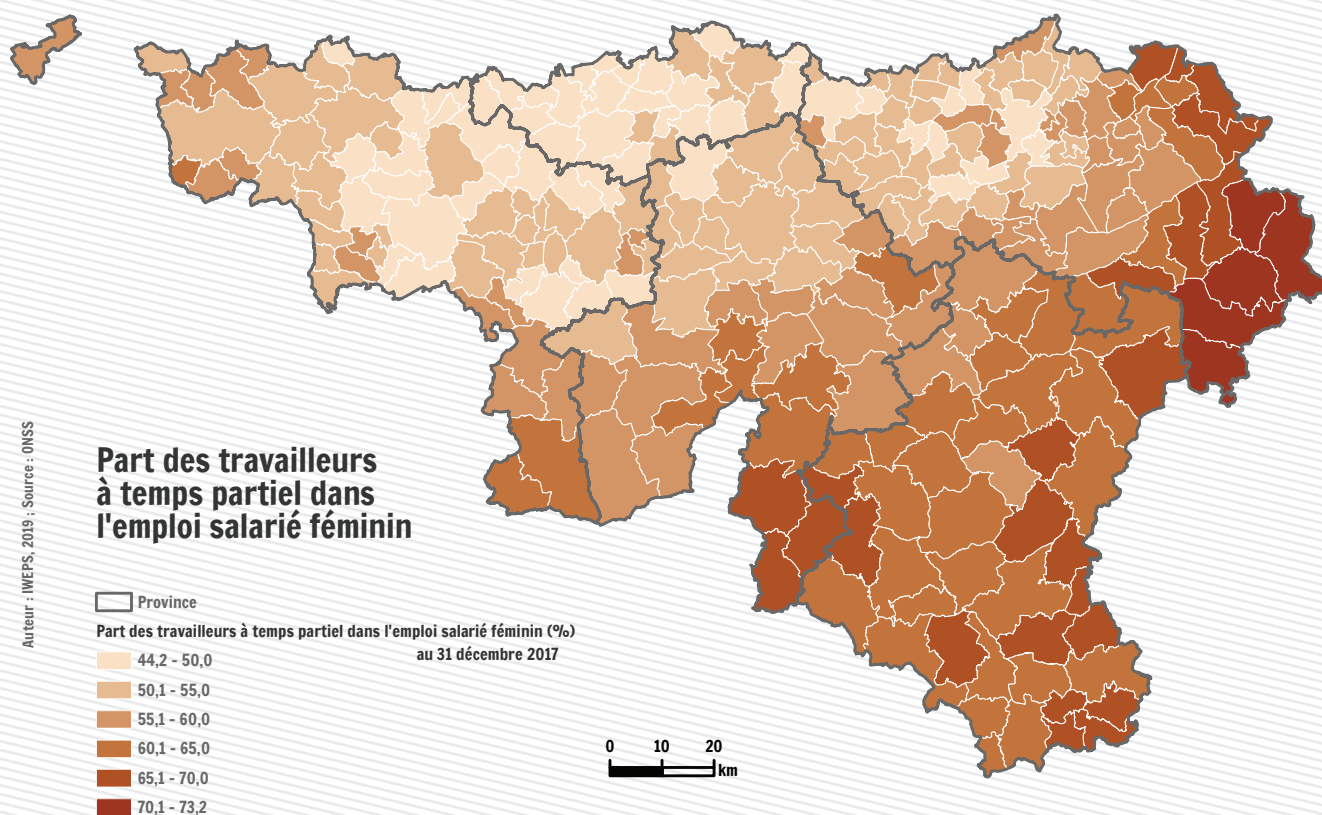 Part des travailleurs
à temps partiel dans
l'emploi salarié féminin
Province
Part des travailleurs à temps partiel dans l'emploi salarié féminin (%)
au 31 décembre 2017
44,2 - 50,0
50,1 - 55,0
55,1 - 60,0
60,1 - 65,0
65,1 - 70,0
70,1 - 73,2
0 10 20
km
Auteur : IWEPS, 2019 ; Source : ONSS